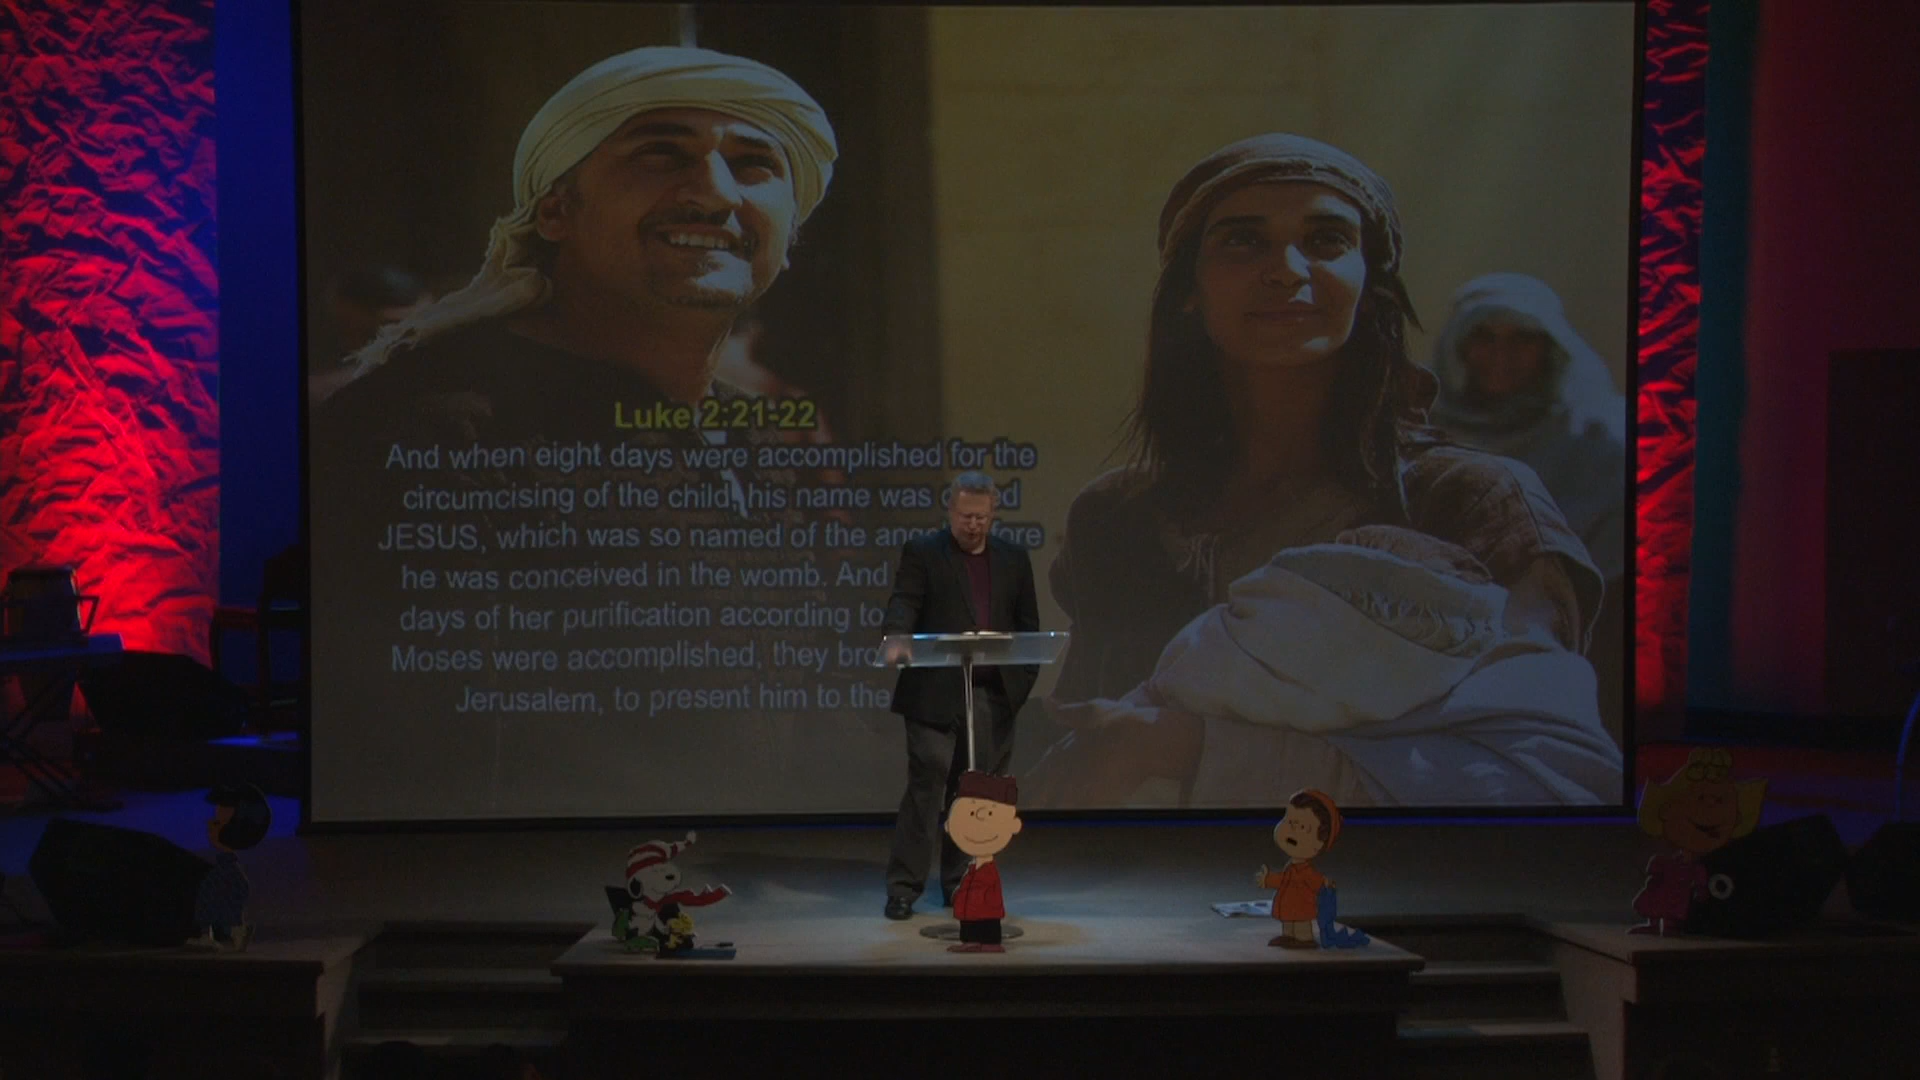 Luke 2:21-22
And when eight days were accomplished for the
circumcising of the child, his name was
JESUS, which was so named of the
he was conceived in the womb. And
days of her purification according to
Moses were accomplished, they
Jerusalem, to present him to the